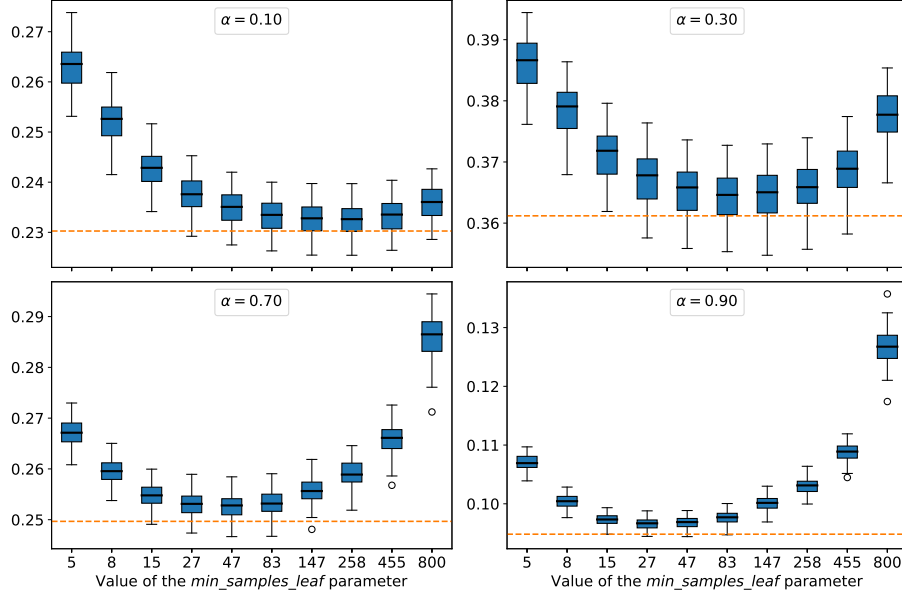 α = 0.10
0.27
0.26
0.25
0.24
0.23
α = 0.30
0.39
0.38
0.37
0.36
5 8 15 27 47 83 147 258 455 800
5 8 15 27 47 83 147 258 455 800
α = 0.70
0.29
0.28
0.27
0.26
0.25
α = 0.90
0.13
0.12
0.11
0.10
Value of the min_samples_leaf parameter
Value of the min_samples_leaf parameter